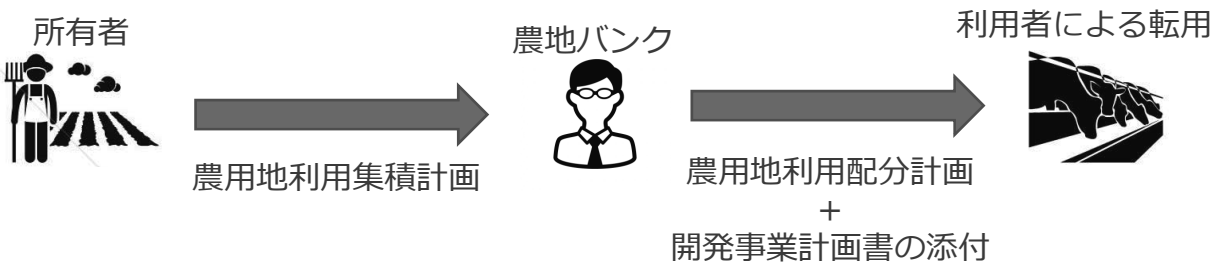 所有者
農地バンク
利用者による転用
農用地利用集積計画
農用地利用配分計画
+
開発事業計画書の添付